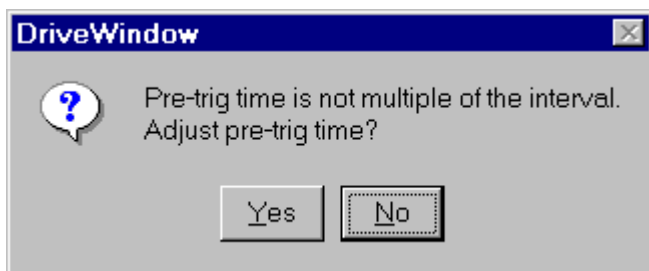 DriveWindow
Pre-trig time is not multiple of the interval.
Adjust pre-trig time?
Yes No